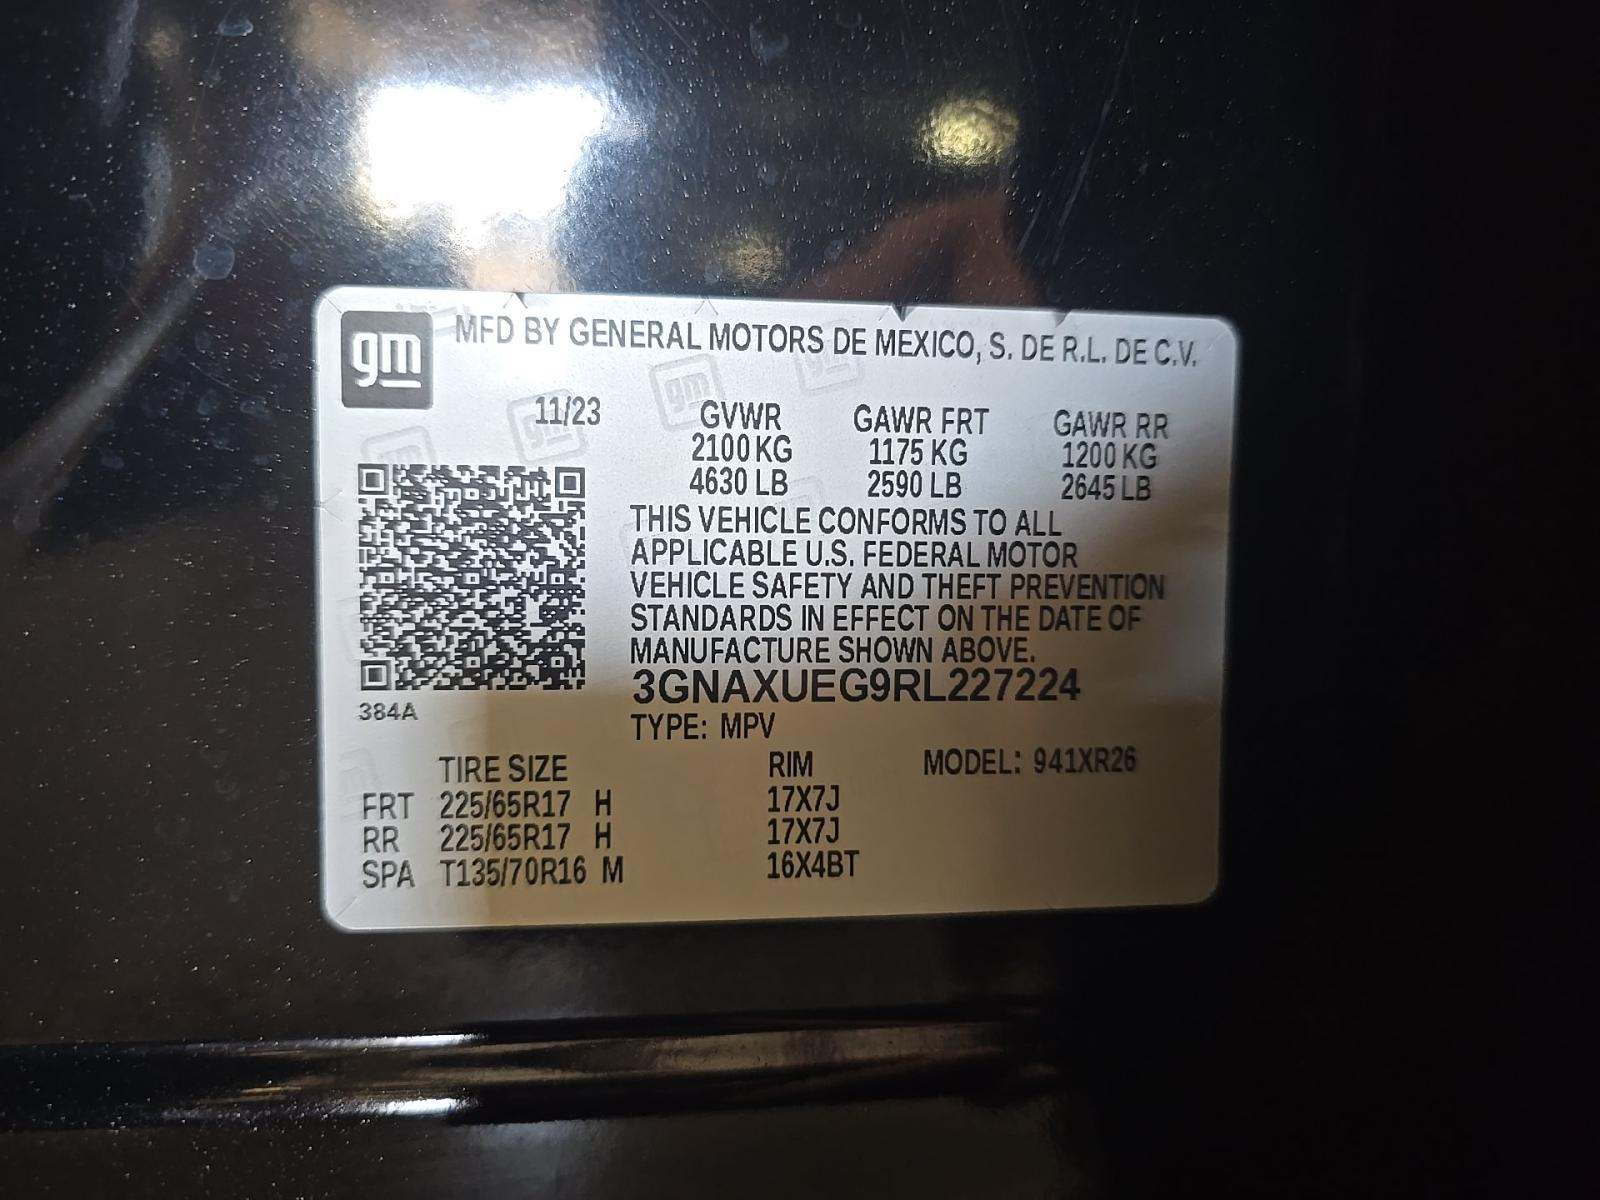 gm MFD BY GENERAL MOTORS DE MEXICO, S. DE R.L. DE C.V.
11/23 GVWR GAWR FRT GAWR RR
2100 KG 1175 KG 1200 KG
4630 LB 2590 LB 2645 LB
THIS VEHICLE CONFORMS TO ALL
APPLICABLE U.S. FEDERAL MOTOR
VEHICLE SAFETY AND THEFT PREVENTION
STANDARDS IN EFFECT ON THE DATE OF
MANUFACTURE SHOWN ABOVE.
3GNAXUEG9RL227224
384A
TYPE: MPV
TIRE SIZE RIM MODEL: 941XR26
FRT 225/65R17 H 17X7J
RR 225/65R17 H 17X7J
SPA T135/70R16 M 16X4BT